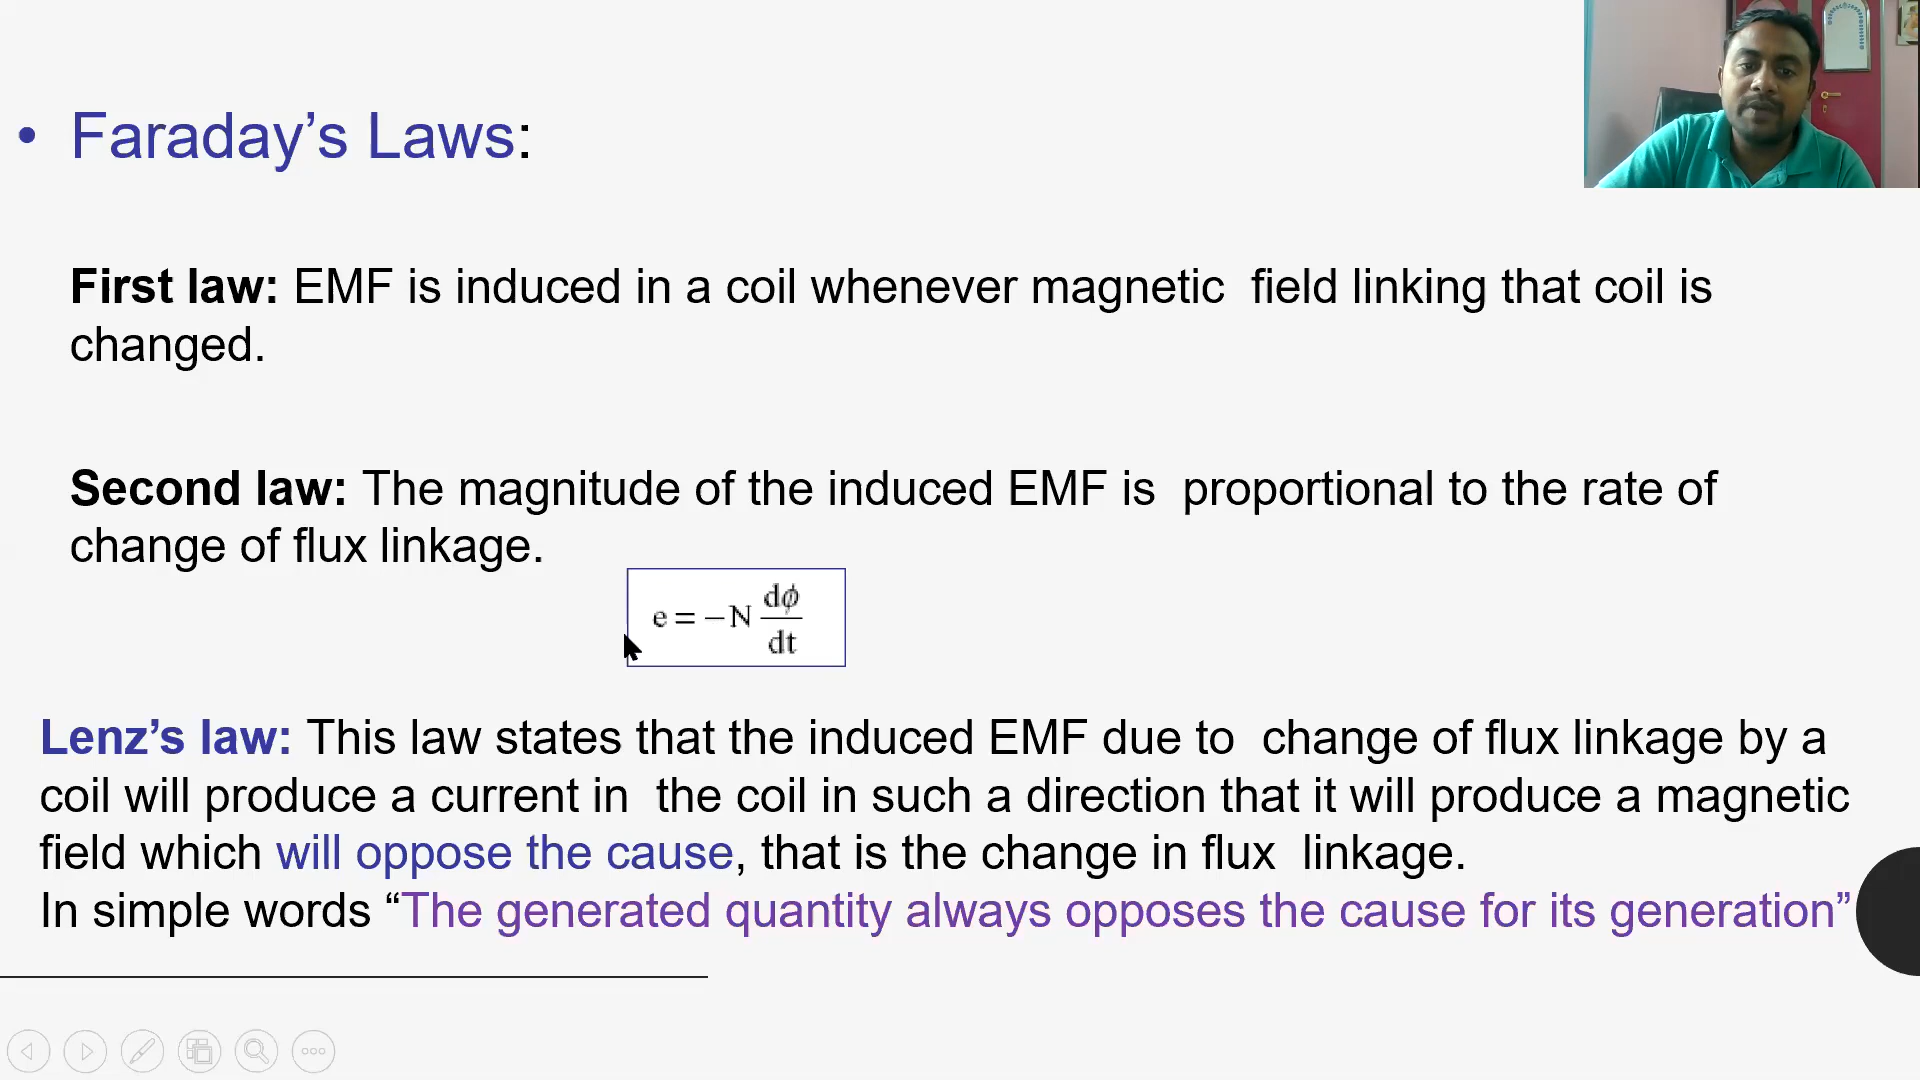 • Faraday’s Laws:
First law: EMF is induced in a coil whenever magnetic field linking that coil is
changed.
Second law: The magnitude of the induced EMF is proportional to the rate of
change of flux linkage.
e = −N dϕ/dt
Lenz’s law: This law states that the induced EMF due to change of flux linkage by a
coil will produce a current in the coil in such a direction that it will produce a magnetic
field which will oppose the cause, that is the change in flux linkage.
In simple words “The generated quantity always opposes the cause for its generation”